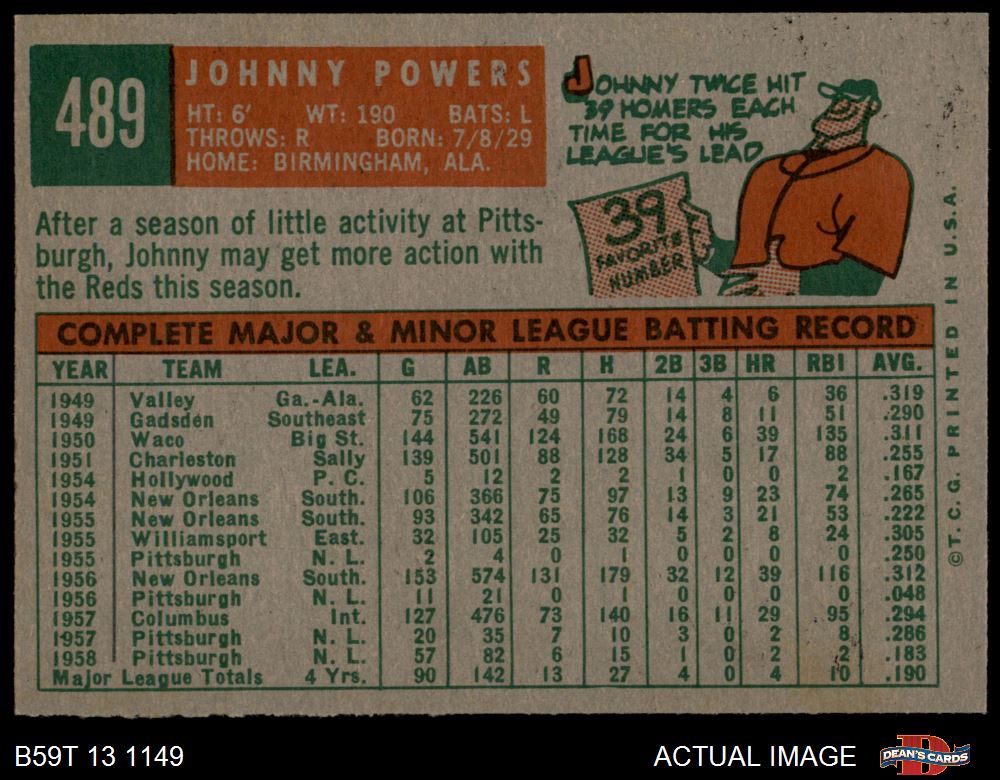 489
JOHNNY POWERS
HT: 6' WT: 190 BATS: L
THROWS: R BORN: 7/8/29
HOME: BIRMINGHAM, ALA.
JOHNNY TWICE HIT
39 HOMERS EACH
TIME FOR HIS
LEAGUE'S LEAD
39
FAVORITE
NUMBER
After a season of little activity at Pitts-
burgh, Johnny may get more action with
the Reds this season.
COMPLETE MAJOR & MINOR LEAGUE BATTING RECORD
YEAR TEAM LEA. G AB R H 2B 3B HR RBI AVG.
1949 Valley Ga.-Ala. 62 226 60 72 14 4 6 36 .319
1949 Gadsden Southeast 75 272 49 79 14 8 11 51 .290
1950 Waco Big St. 144 541 124 168 24 6 39 135 .311
1951 Charleston Sally 139 501 88 128 34 5 17 88 .255
1954 Hollywood P. C. 5 12 2 2 1 0 0 2 .167
1954 New Orleans South. 106 366 75 97 13 9 23 74 .265
1955 New Orleans South. 93 342 65 76 14 3 21 53 .222
1955 Williamsport East. 32 105 25 32 5 2 8 24 .305
1955 Pittsburgh N. L. 2 4 0 1 0 0 0 0 .250
1956 New Orleans South. 153 574 131 179 32 12 39 116 .312
1956 Pittsburgh N. L. 11 21 0 1 0 0 0 0 .048
1957 Columbus Int. 127 476 73 140 16 11 29 95 .294
1957 Pittsburgh N. L. 20 35 7 10 3 0 2 8 .286
1958 Pittsburgh N. L. 57 82 6 15 1 0 2 2 .183
Major League Totals 4 Yrs. 90 142 13 27 4 0 4 10 .190
©T. C. G. PRINTED IN U.S.A.
B59T 13 1149
ACTUAL IMAGE
D
DEAN'S CARDS